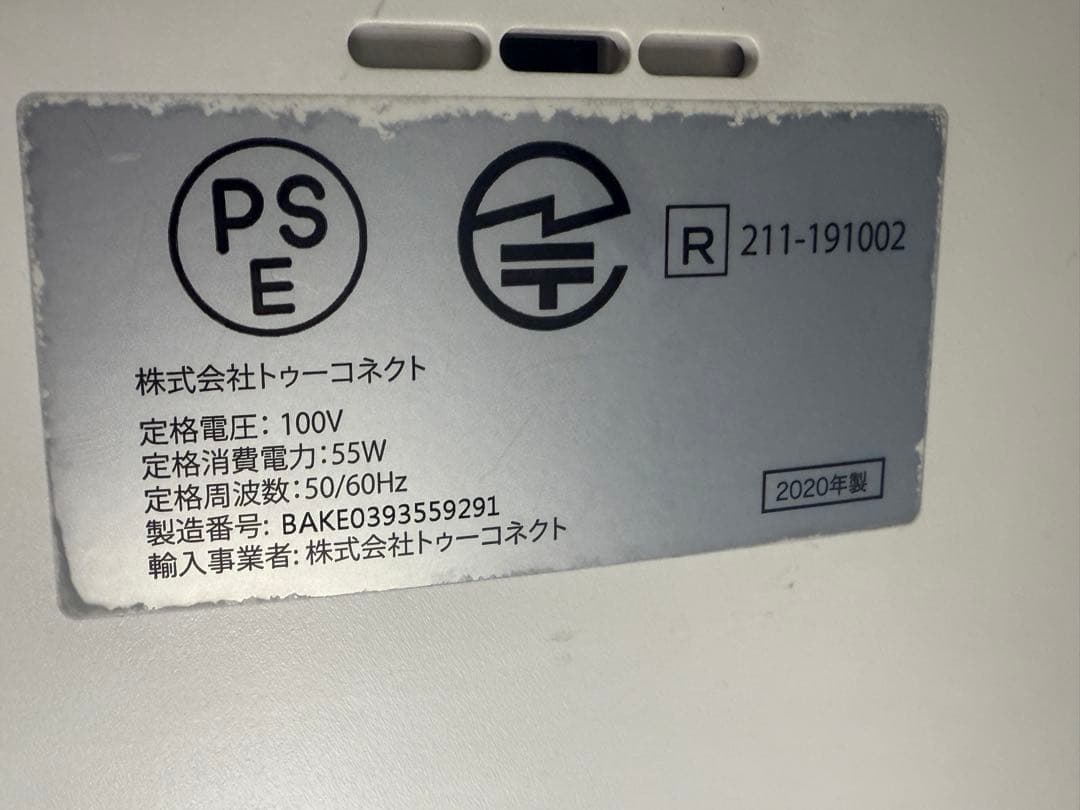 PSE
R 211-191002
株式会社トゥーコネクト
定格電圧: 100V
定格消費電力:55W
定格周波数:50/60Hz
製造番号: BAKE0393559291
輸入事業者: 株式会社トゥーコネクト
2020年製